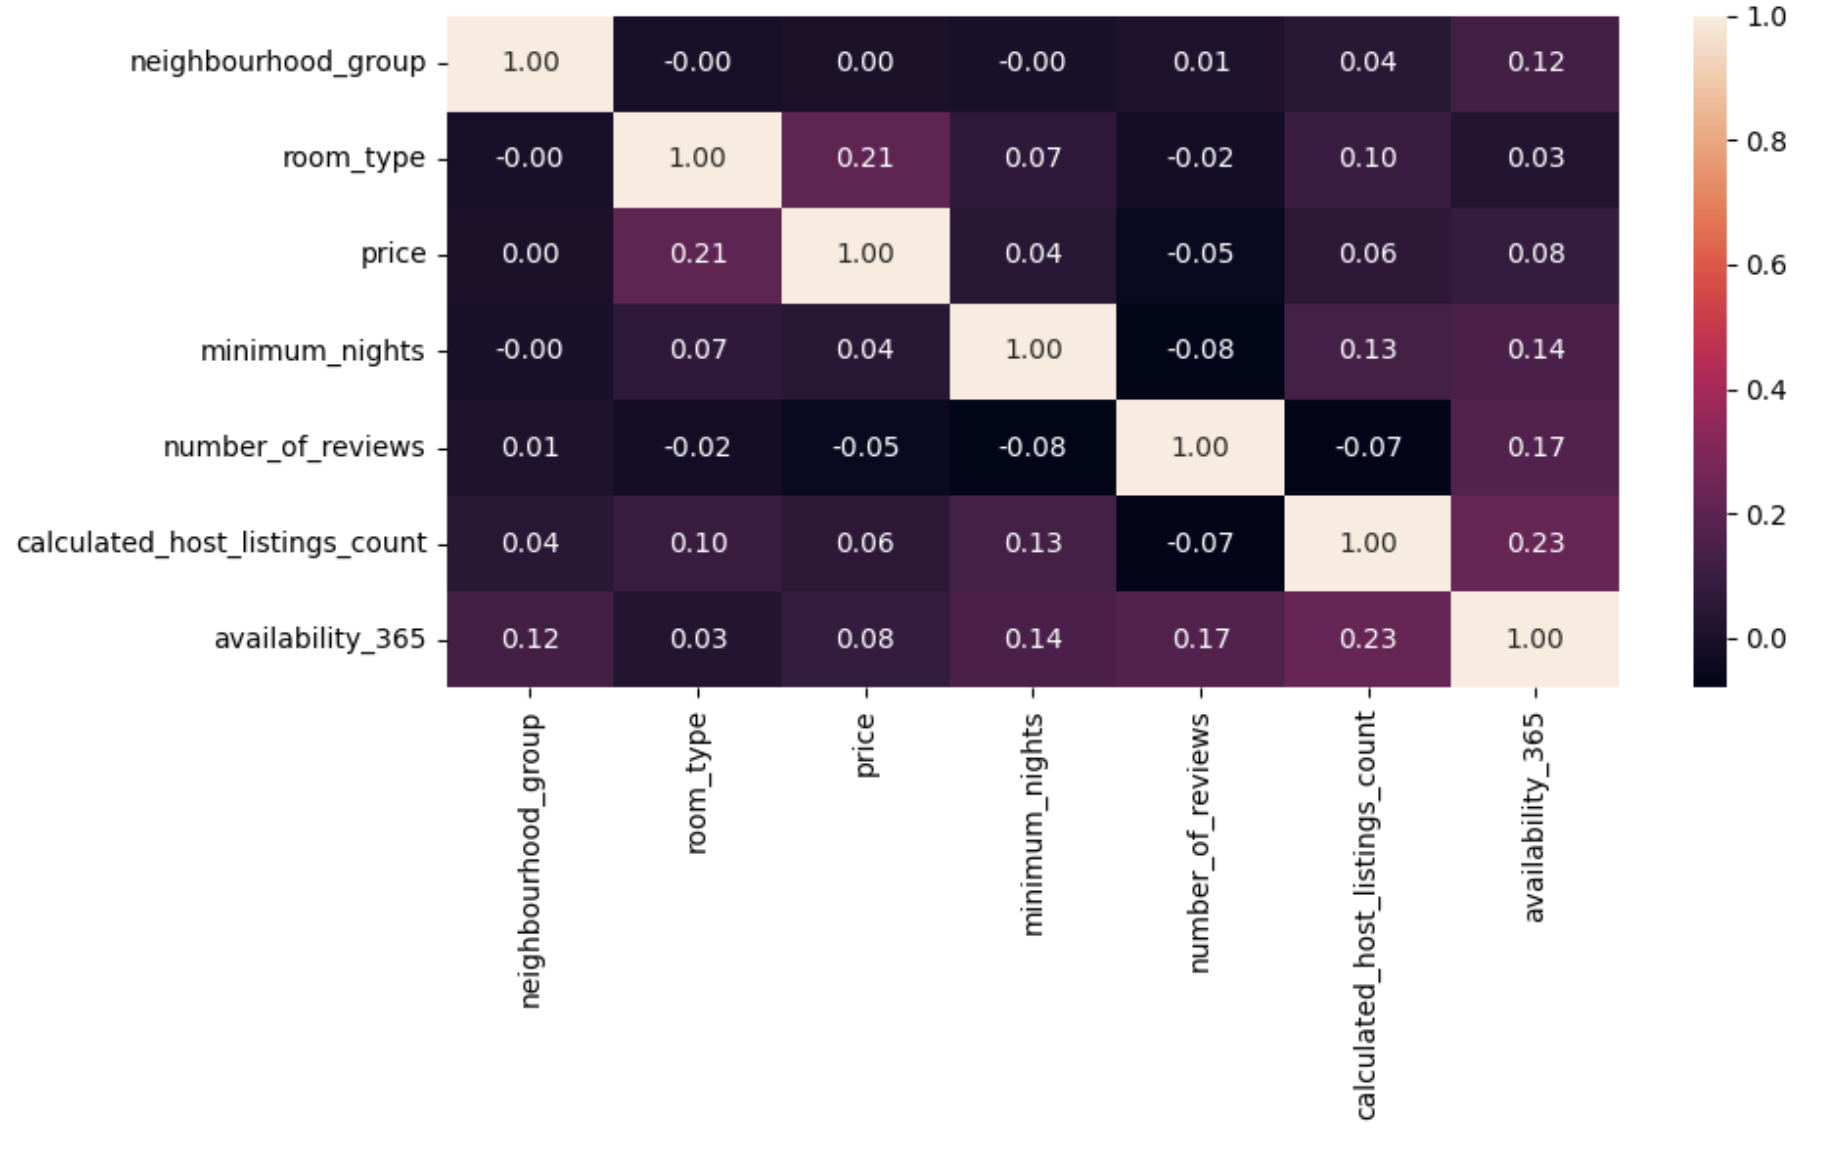 neighbourhood_group 1.00 -0.00 0.00 -0.00 0.01 0.04 0.12
room_type -0.00 1.00 0.21 0.07 -0.02 0.10 0.03
price 0.00 0.21 1.00 0.04 -0.05 0.06 0.08
minimum_nights -0.00 0.07 0.04 1.00 -0.08 0.13 0.14
number_of_reviews 0.01 -0.02 -0.05 -0.08 1.00 -0.07 0.17
calculated_host_listings_count 0.04 0.10 0.06 0.13 -0.07 1.00 0.23
availability_365 0.12 0.03 0.08 0.14 0.17 0.23 1.00
neighbourhood_group
room_type
price
minimum_nights
number_of_reviews
calculated_host_listings_count
availability_365
1.0
0.8
0.6
0.4
0.2
0.0